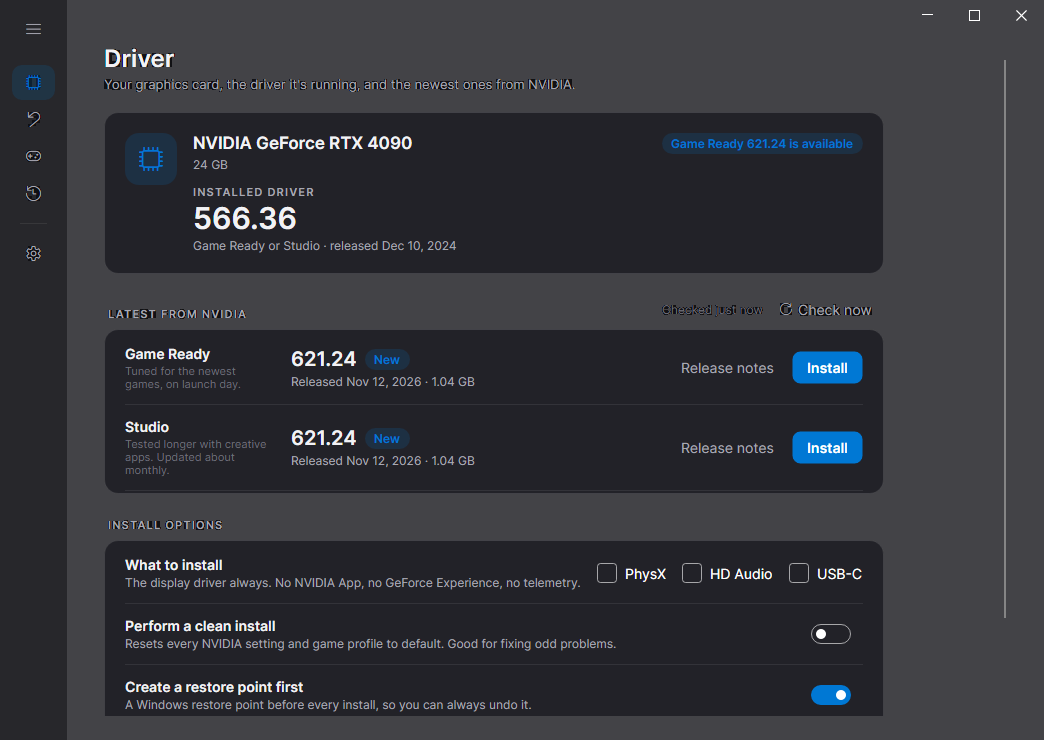 Driver
Your graphics card, the driver it's running, and the newest ones from NVIDIA.
NVIDIA GeForce RTX 4090
Game Ready 621.24 is available
24 GB
INSTALLED DRIVER
566.36
Game Ready or Studio · released Dec 10, 2024
LATEST FROM NVIDIA
Checked just now
Check now
Game Ready
Tuned for the newest
games, on launch day.
621.24 New
Released Nov 12, 2026 · 1.04 GB
Release notes
Install
Studio
Tested longer with creative
apps. Updated about
monthly.
621.24 New
Released Nov 12, 2026 · 1.04 GB
Release notes
Install
INSTALL OPTIONS
What to install
The display driver always. No NVIDIA App, no GeForce Experience, no telemetry.
PhysX
HD Audio
USB-C
Perform a clean install
Resets every NVIDIA setting and game profile to default. Good for fixing odd problems.
Create a restore point first
A Windows restore point before every install, so you can always undo it.